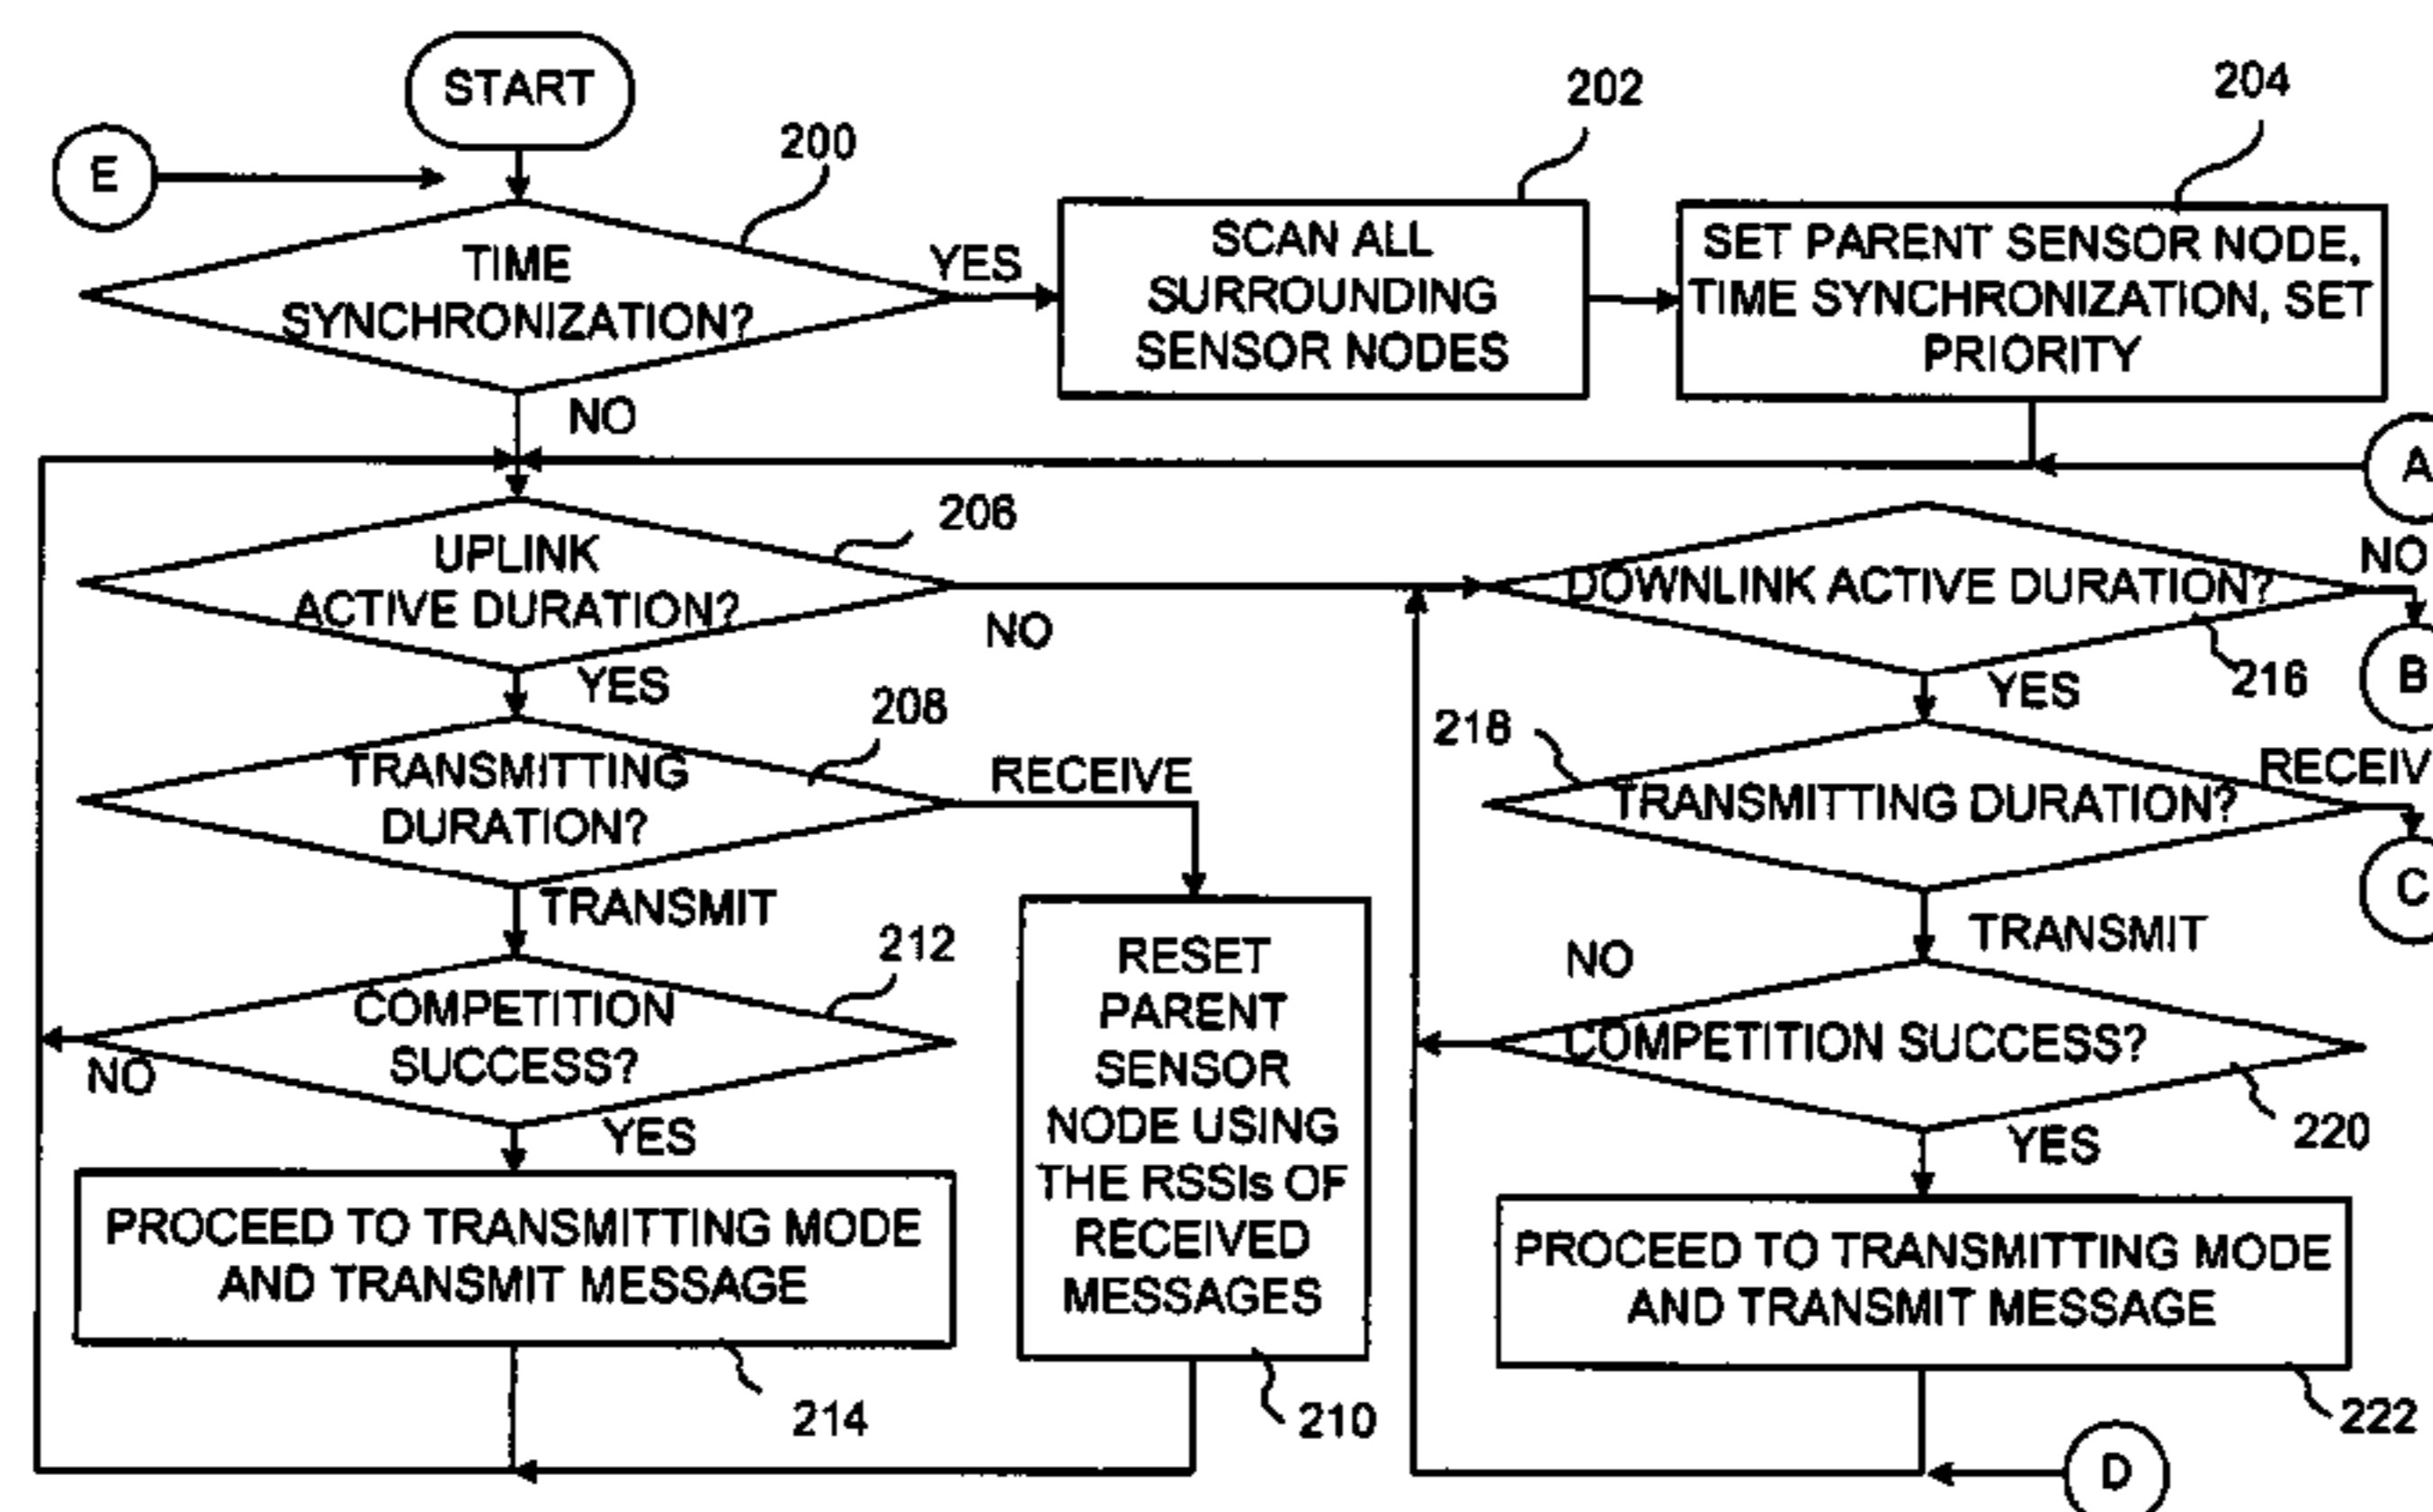 START
E
200
202
204
TIME
SYNCHRONIZATION?
YES
NO
SCAN ALL
SURROUNDING
SENSOR NODES
SET PARENT SENSOR NODE,
TIME SYNCHRONIZATION, SET
PRIORITY
A
UPLINK
ACTIVE DURATION?
206
NO
YES
DOWNLINK ACTIVE DURATION?
NO
B
216
YES
TRANSMITTING
DURATION?
208
RECEIVE
TRANSMIT
218
TRANSMITTING DURATION?
RECEIV
C
TRANSMIT
COMPETITION
SUCCESS?
212
NO
YES
RESET
PARENT
SENSOR
NODE USING
THE RSSIs OF
RECEIVED
MESSAGES
210
NO
COMPETITION SUCCESS?
220
YES
PROCEED TO TRANSMITTING MODE
AND TRANSMIT MESSAGE
214
PROCEED TO TRANSMITTING MODE
AND TRANSMIT MESSAGE
222
D